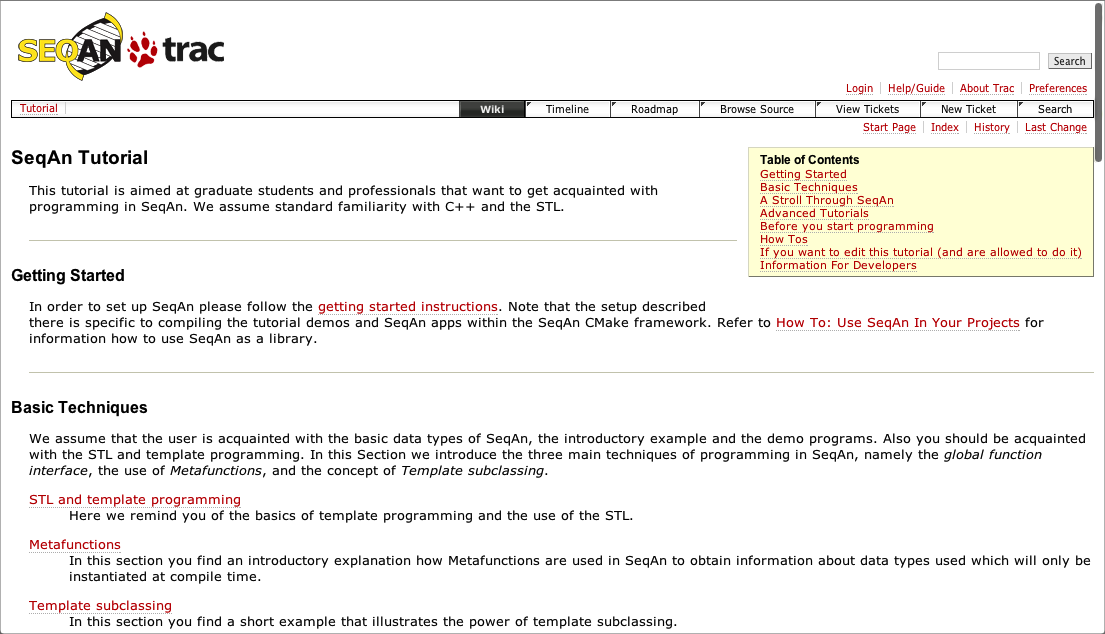 SEQAN trac
Search
Login Help/Guide About Trac Preferences
Tutorial
Wiki Timeline Roadmap Browse Source View Tickets New Ticket Search
Start Page Index History Last Change
SeqAn Tutorial
This tutorial is aimed at graduate students and professionals that want to get acquainted with
programming in SeqAn. We assume standard familiarity with C++ and the STL.
Table of Contents
Getting Started
Basic Techniques
A Stroll Through SeqAn
Advanced Tutorials
Before you start programming
How Tos
If you want to edit this tutorial (and are allowed to do it)
Information For Developers
Getting Started
In order to set up SeqAn please follow the getting started instructions. Note that the setup described
there is specific to compiling the tutorial demos and SeqAn apps within the SeqAn CMake framework. Refer to How To: Use SeqAn In Your Projects for
information how to use SeqAn as a library.
Basic Techniques
We assume that the user is acquainted with the basic data types of SeqAn, the introductory example and the demo programs. Also you should be acquainted
with the STL and template programming. In this Section we introduce the three main techniques of programming in SeqAn, namely the global function
interface, the use of Metafunctions, and the concept of Template subclassing.
STL and template programming
Here we remind you of the basics of template programming and the use of the STL.
Metafunctions
In this section you find an introductory explanation how Metafunctions are used in SeqAn to obtain information about data types used which will only be
instantiated at compile time.
Template subclassing
In this section you find a short example that illustrates the power of template subclassing.